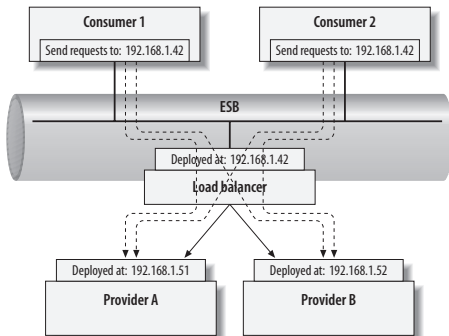 Consumer 1
Send requests to: 192.168.1.42
Consumer 2
Send requests to: 192.168.1.42
ESB
Deployed at: 192.168.1.42
Load balancer
Deployed at: 192.168.1.51
Provider A
Deployed at: 192.168.1.52
Provider B